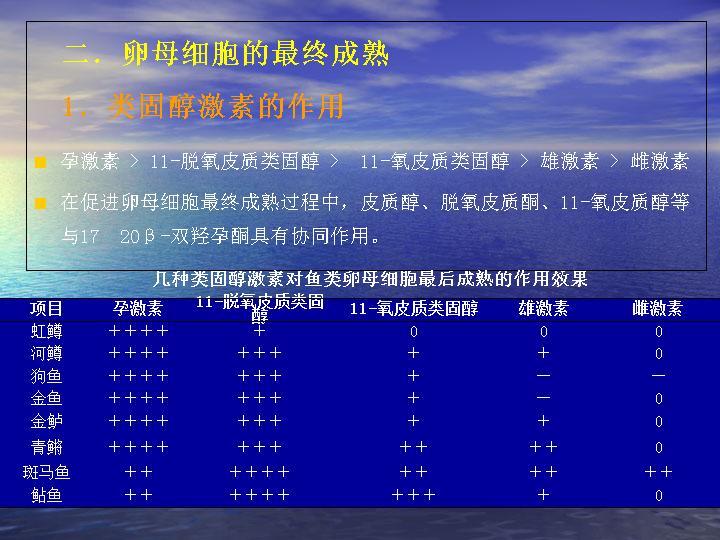 二．卵母细胞的最终成熟
1．类固醇激素的作用
孕激素 > 11-脱氧皮质类固醇 > 11-氧皮质类固醇 > 雄激素 > 雌激素
在促进卵母细胞最终成熟过程中，皮质醇、脱氧皮质酮、11-氧皮质醇等
与17 20β-双羟孕酮具有协同作用。
几种类固醇激素对鱼类卵母细胞最后成熟的作用效果
项目 孕激素 11-脱氧皮质类固醇 11-氧皮质类固醇 雄激素 雌激素
虹鳟 ++++ + 0 0 0
河鳟 ++++ +++ + + 0
狗鱼 ++++ +++ + － －
金鱼 ++++ +++ + － 0
金鲈 ++++ +++ + + 0
青鳉 ++++ +++ ++ ++ 0
斑马鱼 ++ ++++ ++ ++ ++
鲇鱼 ++ ++++ +++ + 0